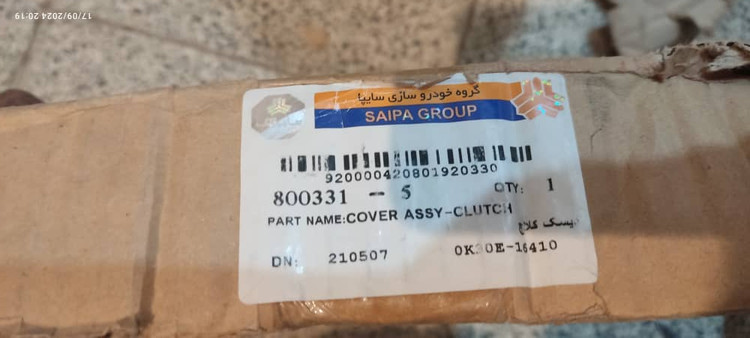 17/09/2024 20:19
گروه خودرو سازی سایپا
SAIPA GROUP
920000420801920330
800331 - 5 QTY: 1
PART NAME:COVER ASSY-CLUTCH
دیسک کلاچ
DN: 210507 0K30E-16410